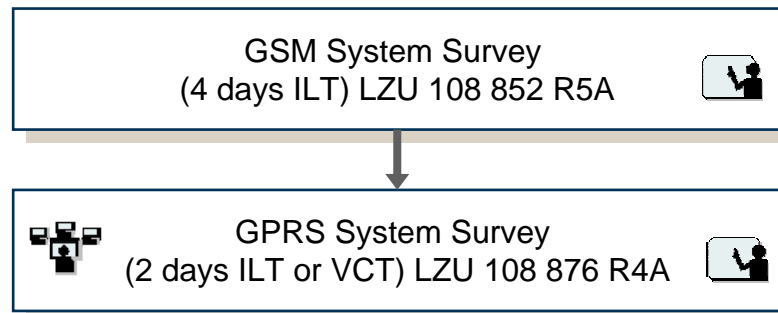 GSM System Survey
(4 days ILT) LZU 108 852 R5A
GPRS System Survey
(2 days ILT or VCT) LZU 108 876 R4A